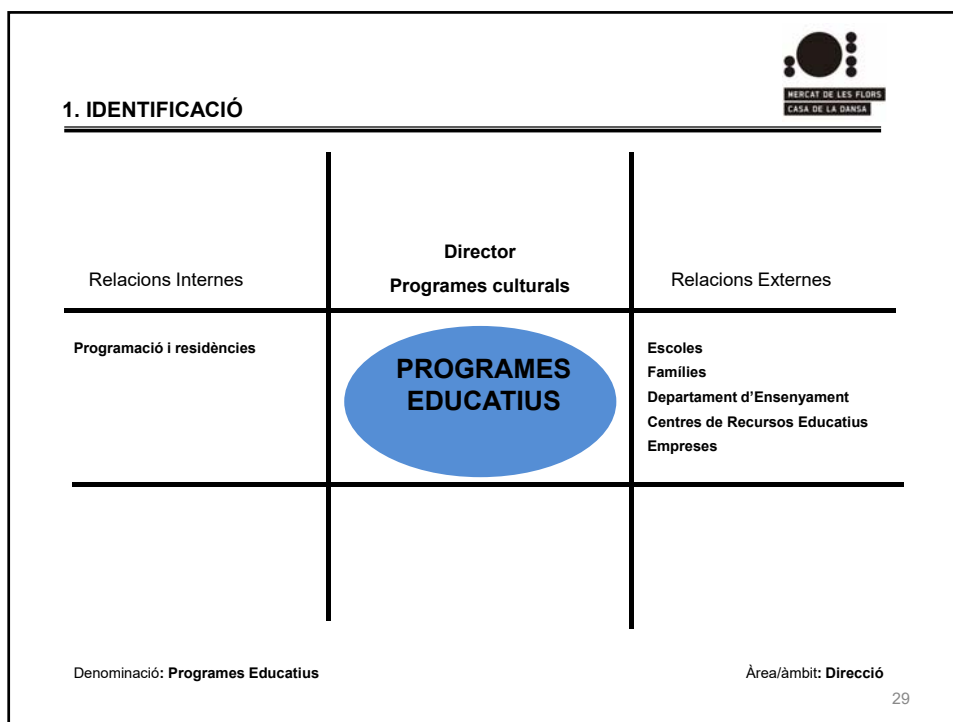 MERCAT DE LES FLORS
CASA DE LA DANSA
1. IDENTIFICACIÓ
Relacions Internes
Director
Programes culturals
Relacions Externes
Programació i residències
PROGRAMES
EDUCATIUS
Escoles
Famílies
Departament d'Ensenyament
Centres de Recursos Educatius
Empreses
Denominació: Programes Educatius
Àrea/àmbit: Direcció
29